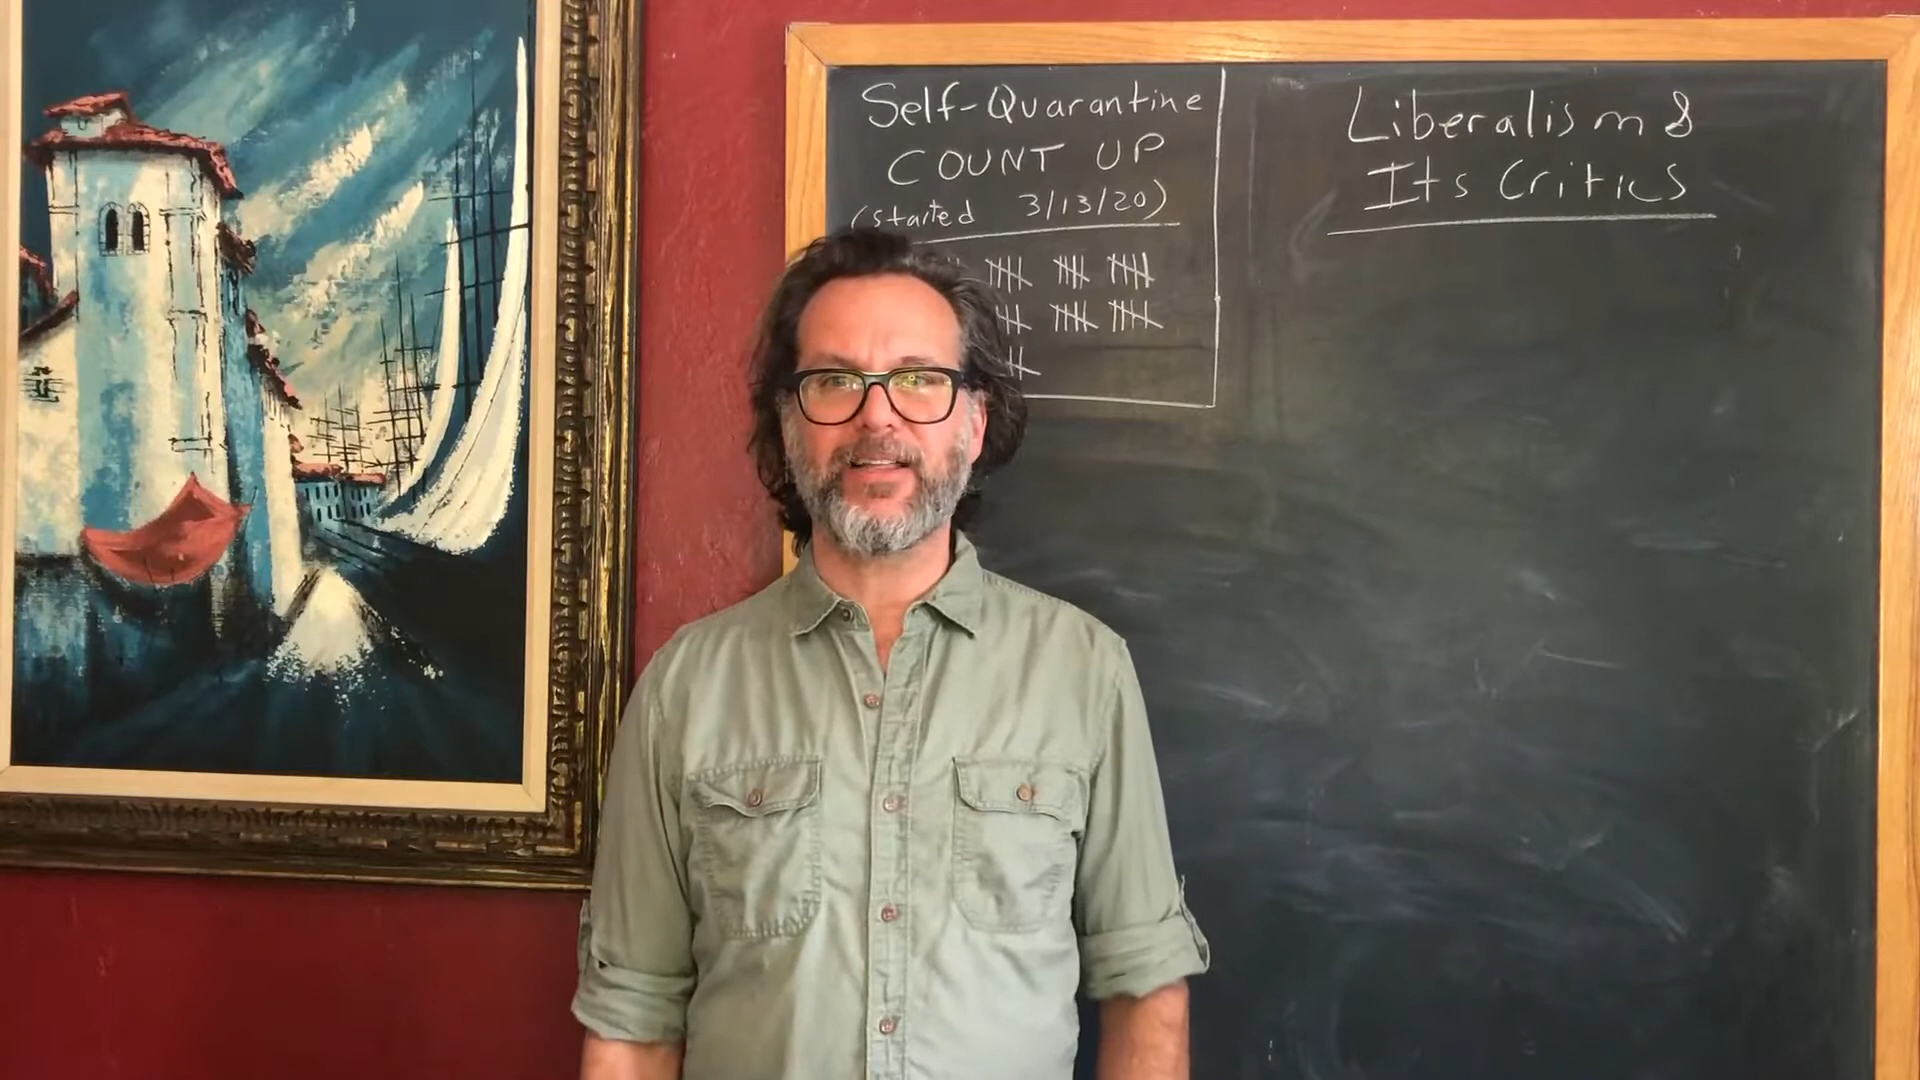 Self-Quarantine
COUNT UP
(started 3/13/20)
Liberalism &
Its Critics